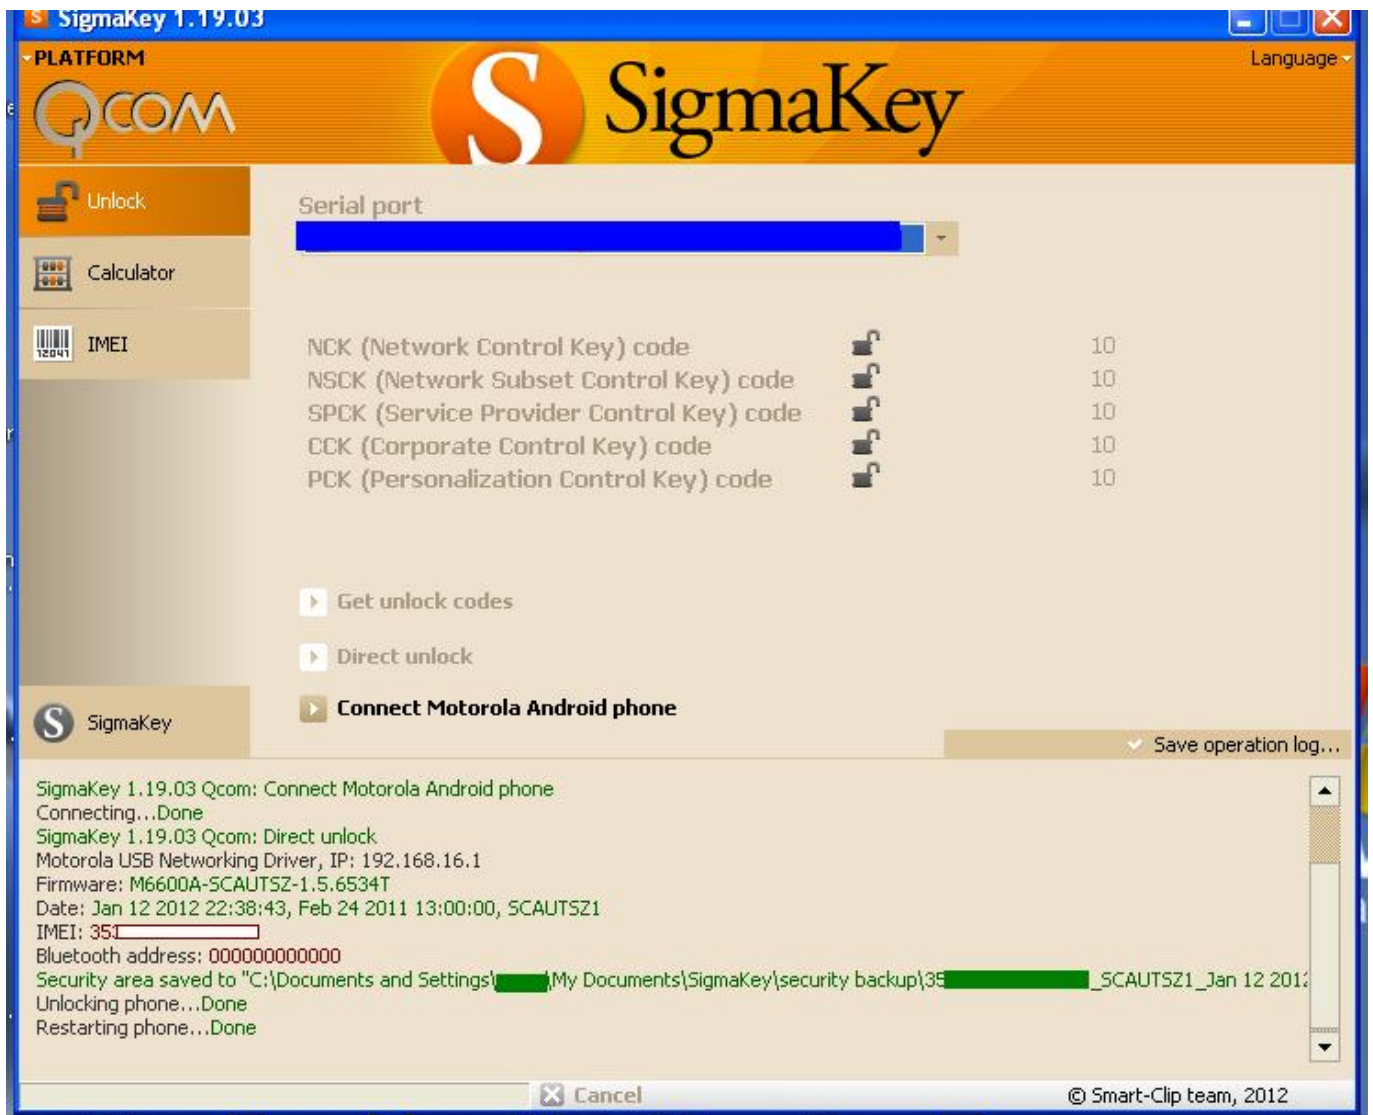 SigmaKey 1.19.03
PLATFORM
Language
QCOM
SigmaKey
Unlock
Serial port
Calculator
IMEI
NCK (Network Control Key) code 10
NSCK (Network Subset Control Key) code 10
SPCK (Service Provider Control Key) code 10
CCK (Corporate Control Key) code 10
PCK (Personalization Control Key) code 10
Get unlock codes
Direct unlock
Connect Motorola Android phone
SigmaKey
Save operation log...
SigmaKey 1.19.03 Qcom: Connect Motorola Android phone
Connecting...Done
SigmaKey 1.19.03 Qcom: Direct unlock
Motorola USB Networking Driver, IP: 192.168.16.1
Firmware: M6600A-SCAUTSZ-1.5.6534T
Date: Jan 12 2012 22:38:43, Feb 24 2011 13:00:00, SCAUTSZ1
IMEI: 35
Bluetooth address: 000000000000
Security area saved to "C:\Documents and Settings\ \My Documents\SigmaKey\security backup\35 _SCAUTSZ1_Jan 12 2012
Unlocking phone...Done
Restarting phone...Done
Cancel
© Smart-Clip team, 2012